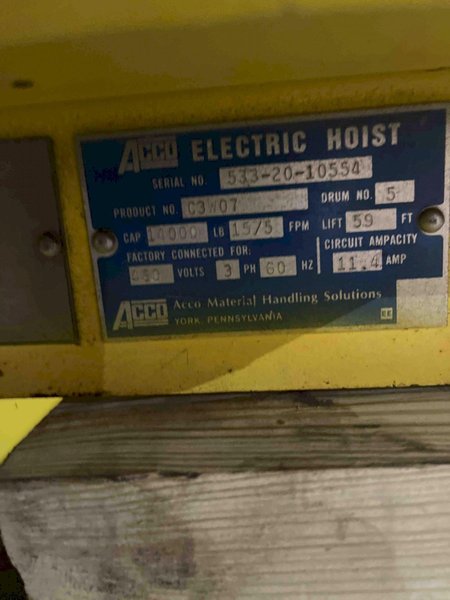 ACCO ELECTRIC HOIST
SERIAL NO. 533-20-10554
PRODUCT NO. C3W07 DRUM NO. 5
CAP 14000 LB 15/5 FPM LIFT 59 FT
FACTORY CONNECTED FOR: CIRCUIT AMPACITY
VOLTS 3 PH 60 HZ 11.4 AMP
ACCO Acco Material Handling Solutions
YORK, PENNSYLVANIA